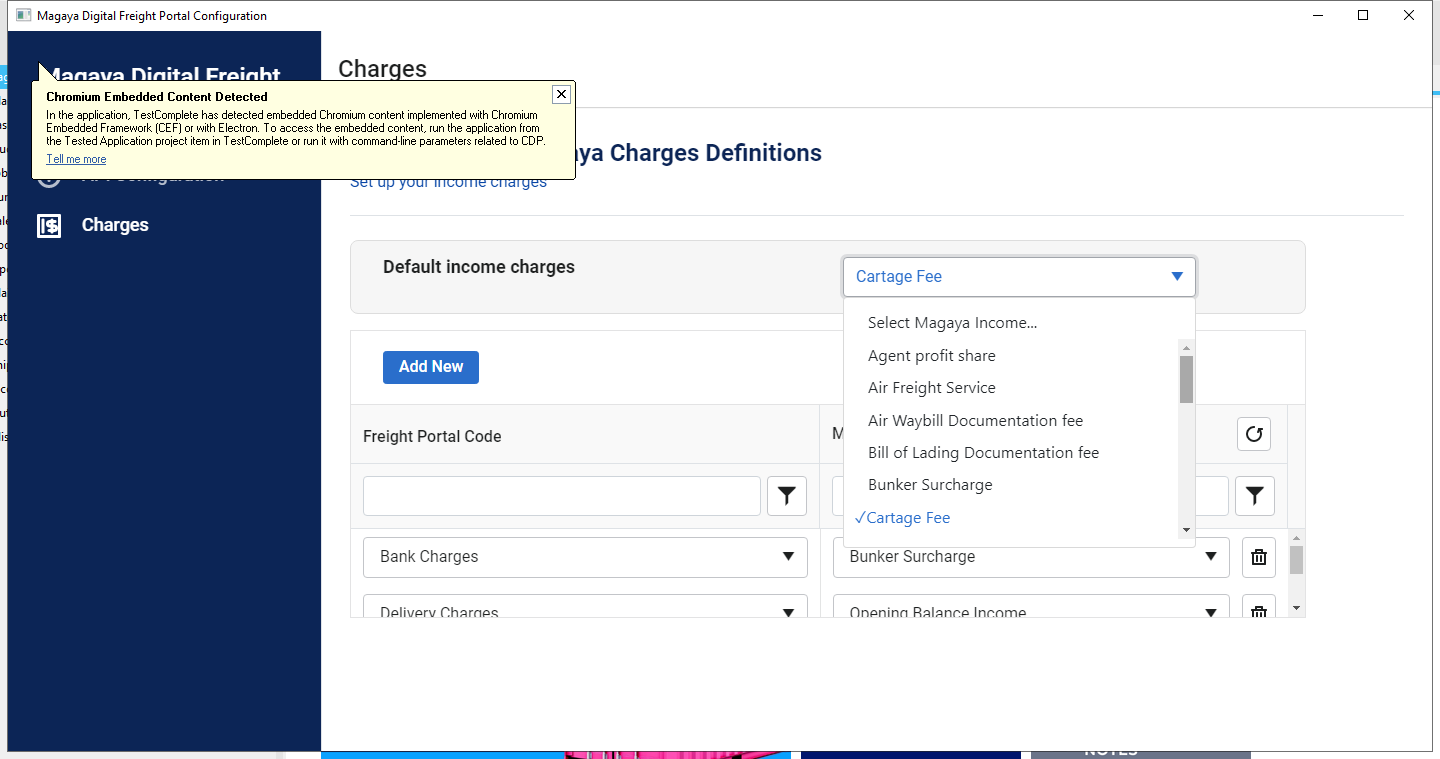 Magaya Digital Freight Portal Configuration
Magaya Digital Freight
Charges
Chromium Embedded Content Detected
In the application, TestComplete has detected embedded Chromium content implemented with Chromium
Embedded Framework (CEF) or with Electron. To access the embedded content, run the application from
the Tested Application project item in TestComplete or run it with command-line parameters related to CDP.
Tell me more
Charges Definitions
Set up your income charges
Configuration
Charges
Default income charges
Cartage Fee
Select Magaya Income...
Agent profit share
Air Freight Service
Air Waybill Documentation fee
Bill of Lading Documentation fee
Bunker Surcharge
✓Cartage Fee
Add New
Freight Portal Code
M
Bank Charges
Bunker Surcharge
Delivery Charges
Opening Balance Income
NOTES